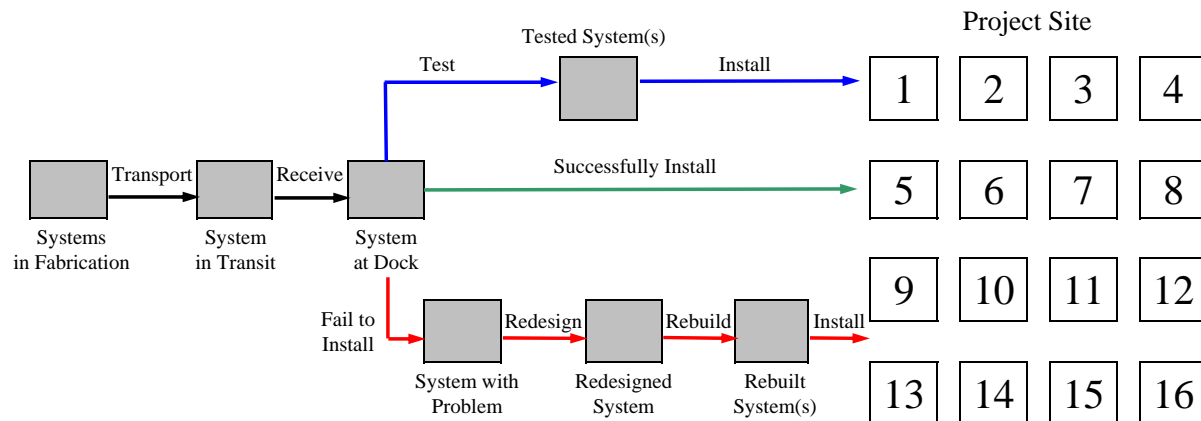 Project Site
Tested System(s)
Test
Install
1 2 3 4
Transport
Receive
Successfully Install
5 6 7 8
Systems
in Fabrication
System
in Transit
System
at Dock
9 10 11 12
Fail to
Install
Redesign
Rebuild
Install
System with
Problem
Redesigned
System
Rebuilt
System(s)
13 14 15 16